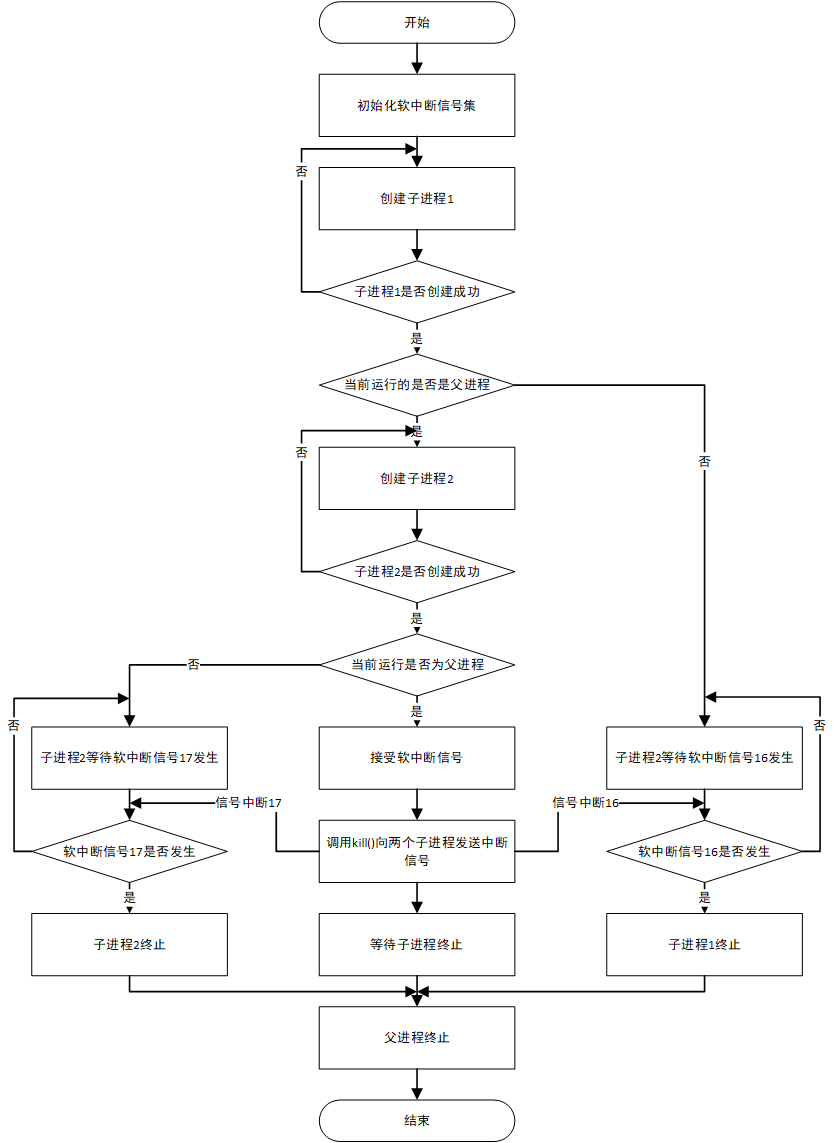 开始
初始化软中断信号集
否
创建子进程1
子进程1是否创建成功
是
当前运行的是否是父进程
是
否
否
创建子进程2
子进程2是否创建成功
是
当前运行是否为父进程
否
是
否
子进程2等待软中断信号17发生
接受软中断信号
子进程2等待软中断信号16发生
否
信号中断17
信号中断16
软中断信号17是否发生
调用kill()向两个子进程发送中断
信号
软中断信号16是否发生
是
是
子进程2终止
等待子进程终止
子进程1终止
父进程终止
结束